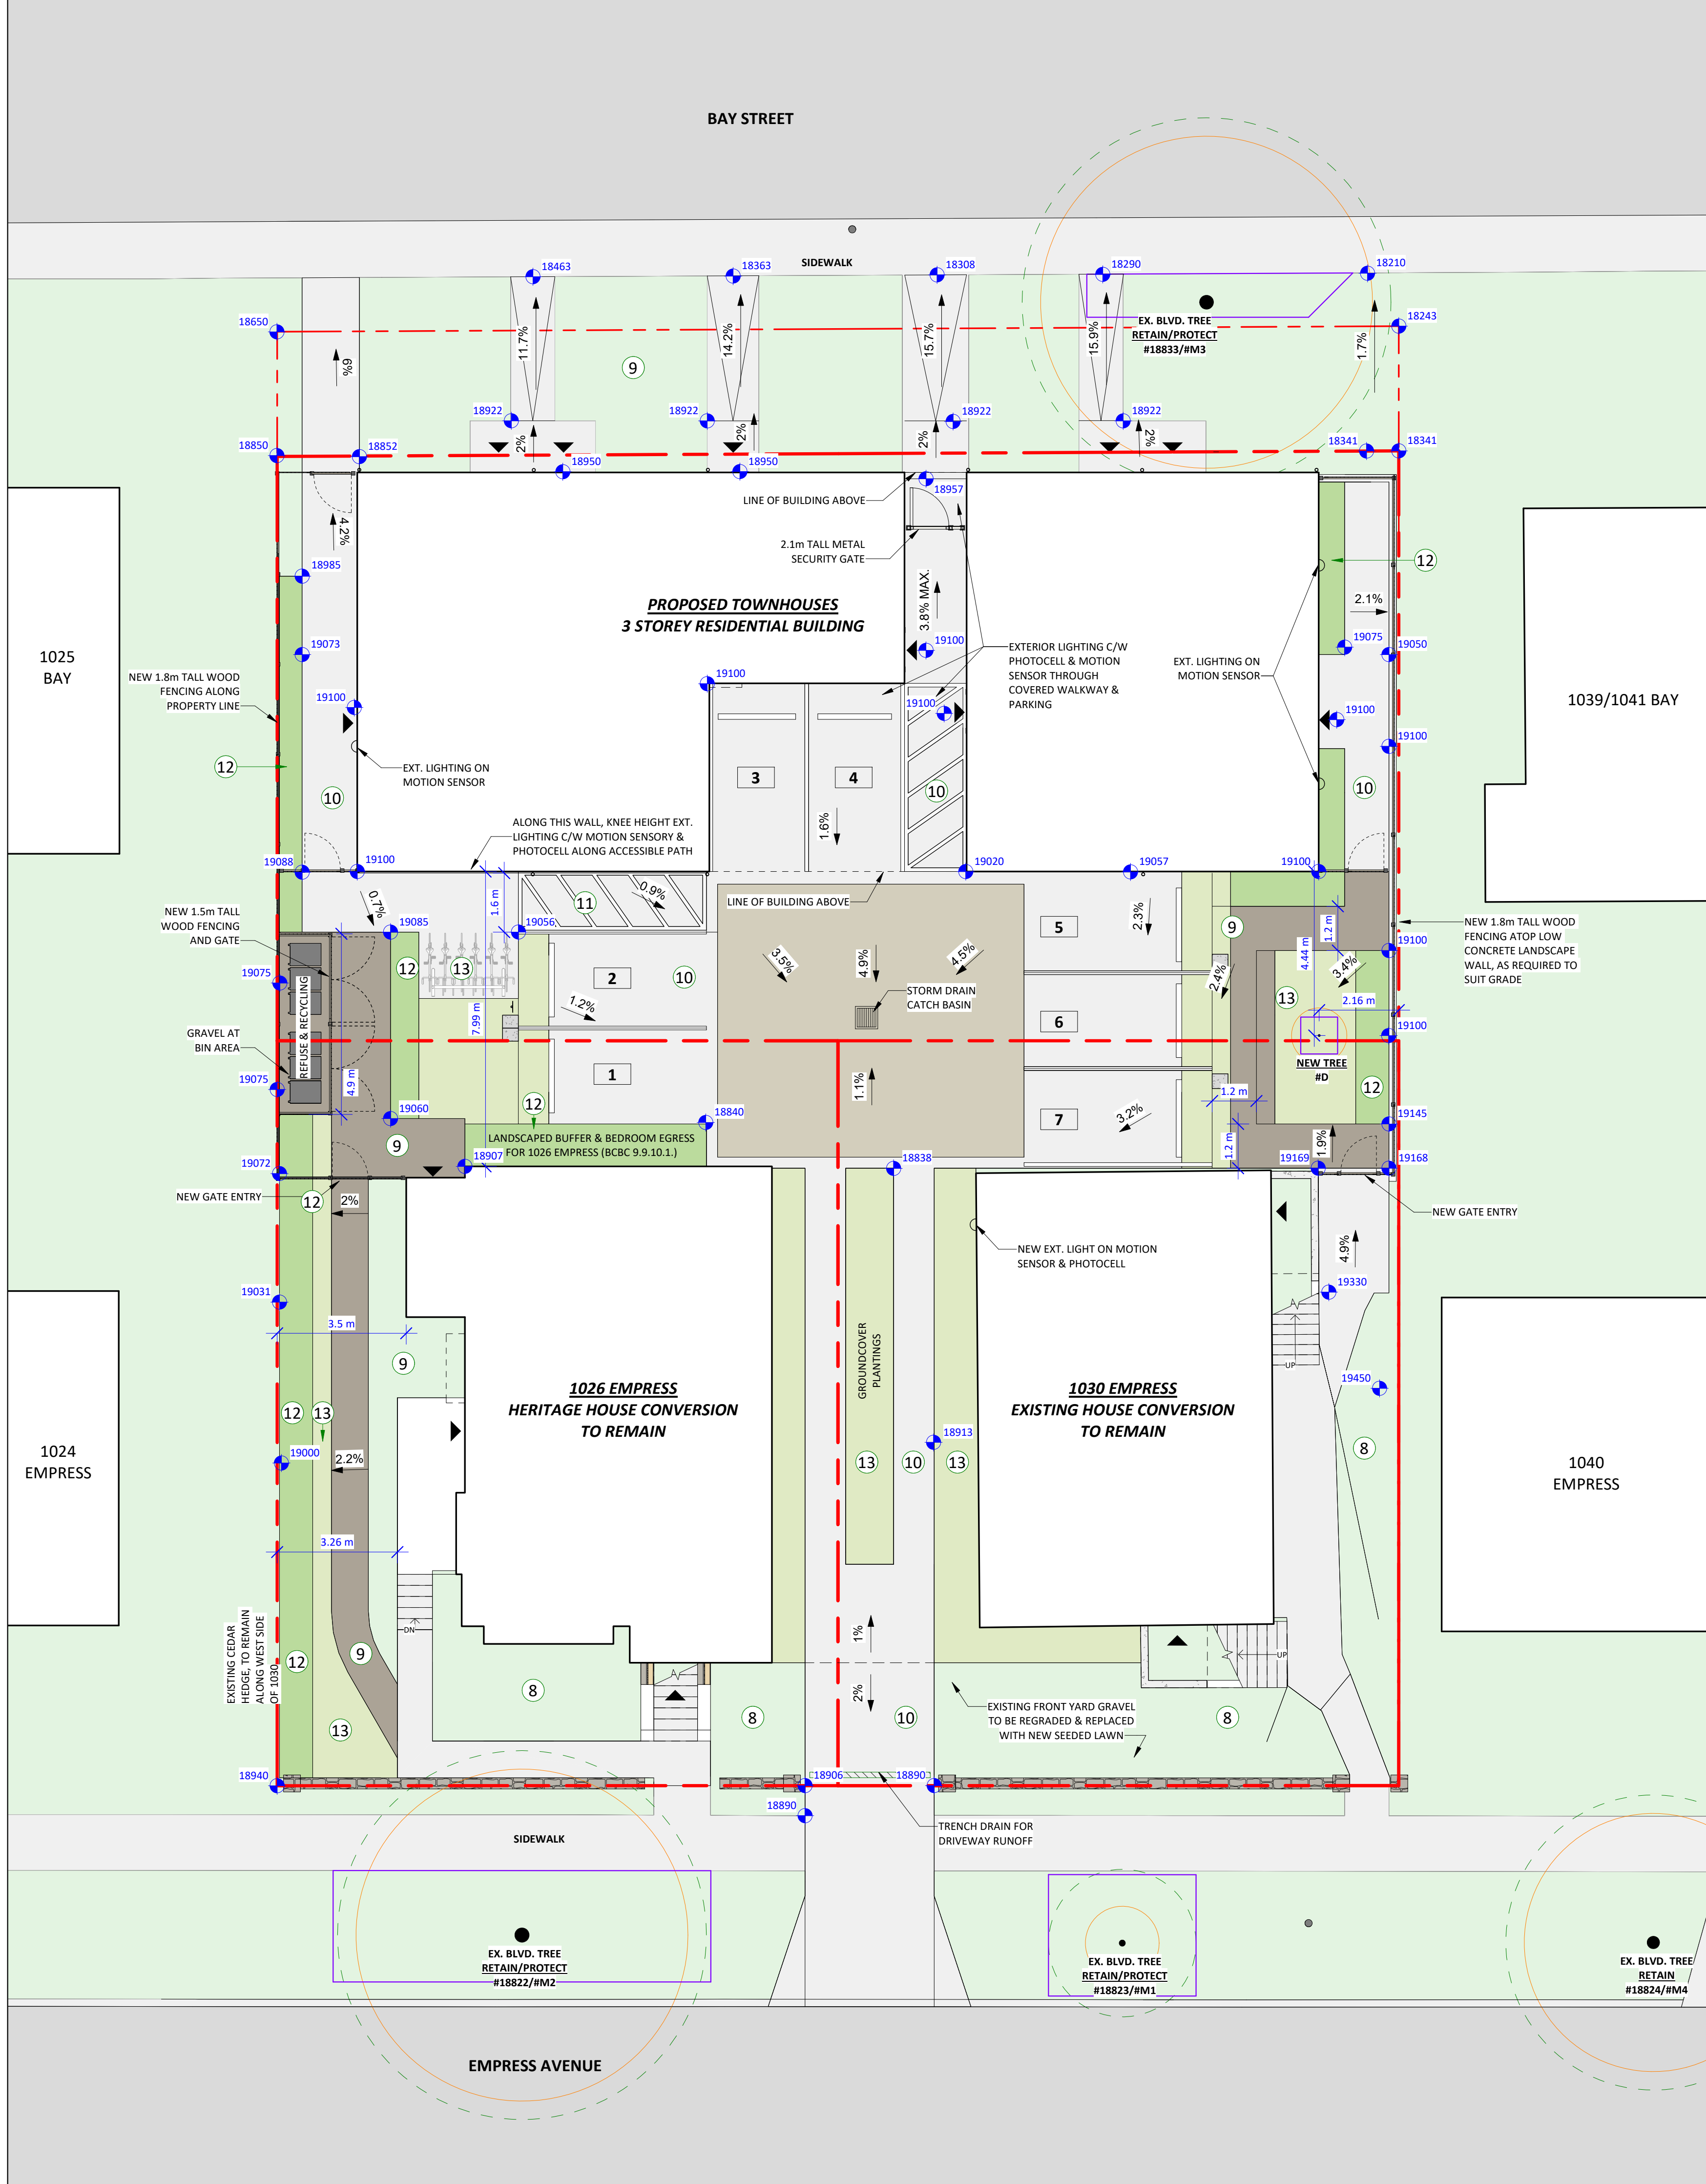 BAY STREET
SIDEWALK
18463
18363
18308
18290
18210
18650
18243
6%
11.7%
14.2%
15.7%
15.9%
1.7%
EX. BLVD. TREE
RETAIN/PROTECT
#18833/#M3
9
18922
18922
18922
18922
2%
2%
2%
2%
18850
18852
18341
18341
18950
18950
18957
LINE OF BUILDING ABOVE
2.1m TALL METAL
SECURITY GATE
4.2%
18985
19073
3.8% MAX.
PROPOSED TOWNHOUSES
3 STOREY RESIDENTIAL BUILDING
1025
BAY
NEW 1.8m TALL WOOD
FENCING ALONG
PROPERTY LINE
19100
19100
19100
19100
EXTERIOR LIGHTING C/W
PHOTOCELL & MOTION
SENSOR THROUGH
COVERED WALKWAY &
PARKING
EXT. LIGHTING ON
MOTION SENSOR
12
2.1%
19075
19050
19100
19100
1039/1041 BAY
12
10
EXT. LIGHTING ON
MOTION SENSOR
3
4
10
10
1.6%
ALONG THIS WALL, KNEE HEIGHT EXT.
LIGHTING C/W MOTION SENSORY &
PHOTOCELL ALONG ACCESSIBLE PATH
19088
19100
19020
19057
19100
0.7%
1.6 m
11
0.9%
LINE OF BUILDING ABOVE
5
2.3%
9
1.2 m
4.44 m
NEW 1.5m TALL
WOOD FENCING
AND GATE
19085
19056
NEW 1.8m TALL WOOD
FENCING ATOP LOW
CONCRETE LANDSCAPE
WALL, AS REQUIRED TO
SUIT GRADE
19100
19075
REFUSE & RECYCLING
12
13
2
10
1.2%
7.99 m
3.5%
4.9%
4.5%
STORM DRAIN
CATCH BASIN
2.4%
3.4%
13
2.16 m
6
19100
GRAVEL AT
BIN AREA
19075
4.9 m
1
1.1%
NEW TREE
#D
12
1.2 m
19060
12
18840
7
3.2%
19145
1.2 m
1.9%
9
LANDSCAPED BUFFER & BEDROOM EGRESS
FOR 1026 EMPRESS (BCBC 9.9.10.1.)
18907
18838
19169
19168
19072
NEW GATE ENTRY
12
2%
NEW GATE ENTRY
NEW EXT. LIGHT ON MOTION
SENSOR & PHOTOCELL
4.9%
19330
19031
3.5 m
9
UP
GROUNDCOVER
PLANTINGS
1026 EMPRESS
HERITAGE HOUSE CONVERSION
TO REMAIN
1030 EMPRESS
EXISTING HOUSE CONVERSION
TO REMAIN
19450
12
13
18913
8
1024
EMPRESS
19000
2.2%
13
10
13
1040
EMPRESS
3.26 m
DN
EXISTING CEDAR
HEDGE, TO REMAIN
ALONG WEST SIDE
OF 1030
12
9
1%
2%
UP
8
EXISTING FRONT YARD GRAVEL
TO BE REGRADED & REPLACED
WITH NEW SEEDED LAWN
13
8
10
8
18940
18906
18890
18890
TRENCH DRAIN FOR
DRIVEWAY RUNOFF
SIDEWALK
EX. BLVD. TREE
RETAIN/PROTECT
#18822/#M2
EX. BLVD. TREE
RETAIN/PROTECT
#18823/#M1
EX. BLVD. TREE
RETAIN
#18824/#M4
EMPRESS AVENUE